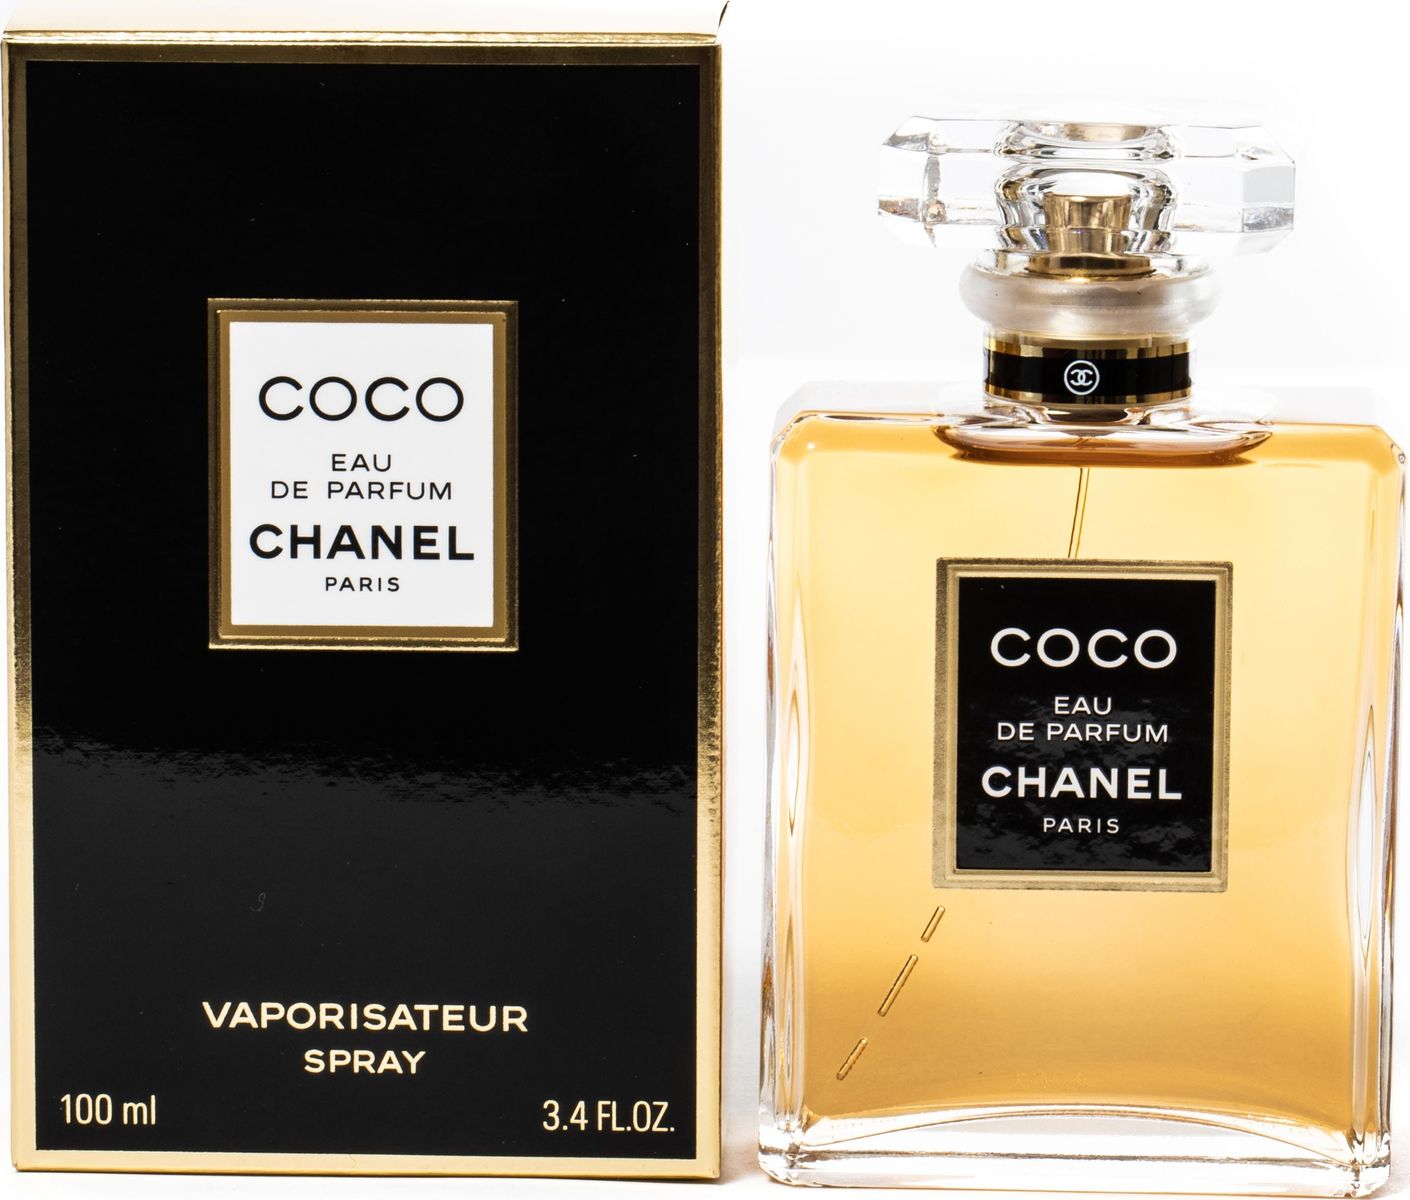 COCO
EAU
DE PARFUM
CHANEL
PARIS
VAPORISATEUR
SPRAY
100 ml
3.4 FL.OZ.
COCO
EAU
DE PARFUM
CHANEL
PARIS